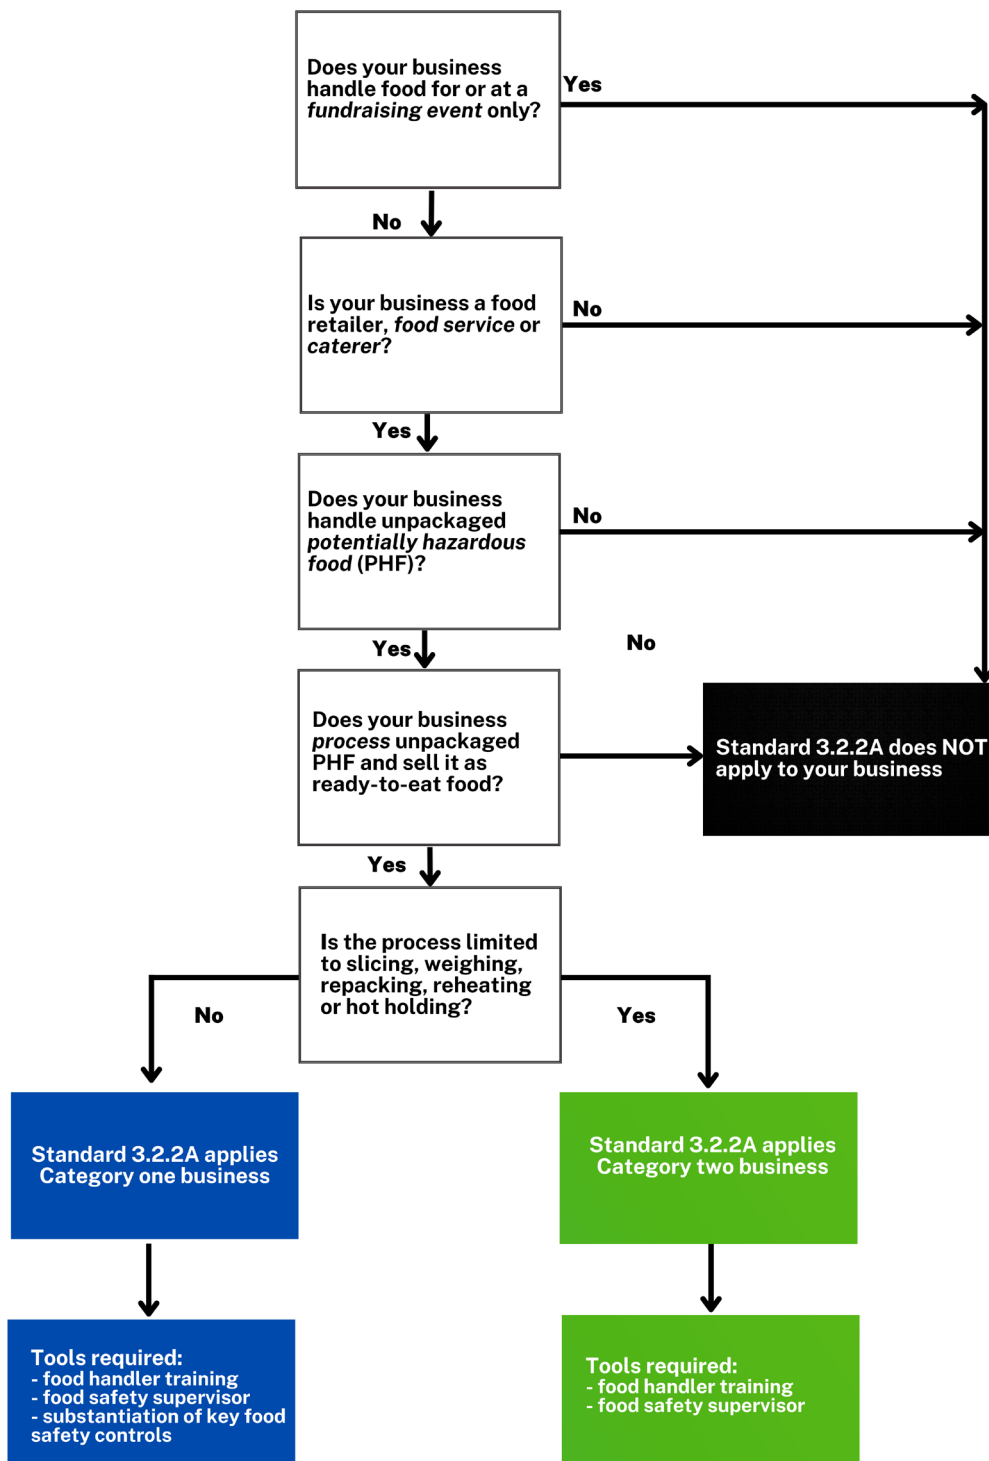 Does your business
handle food for or at a
fundraising event only?
Yes
No
Is your business a food
retailer, food service or
caterer?
No
Yes
Does your business
handle unpackaged
potentially hazardous
food (PHF)?
No
Yes
No
Does your business
process unpackaged
PHF and sell it as
ready-to-eat food?
Standard 3.2.2A does NOT
apply to your business
Yes
Is the process limited
to slicing, weighing,
repacking, reheating
or hot holding?
No
Yes
Standard 3.2.2A applies
Category one business
Standard 3.2.2A applies
Category two business
Tools required:
- food handler training
- food safety supervisor
- substantiation of key food
safety controls
Tools required:
- food handler training
- food safety supervisor